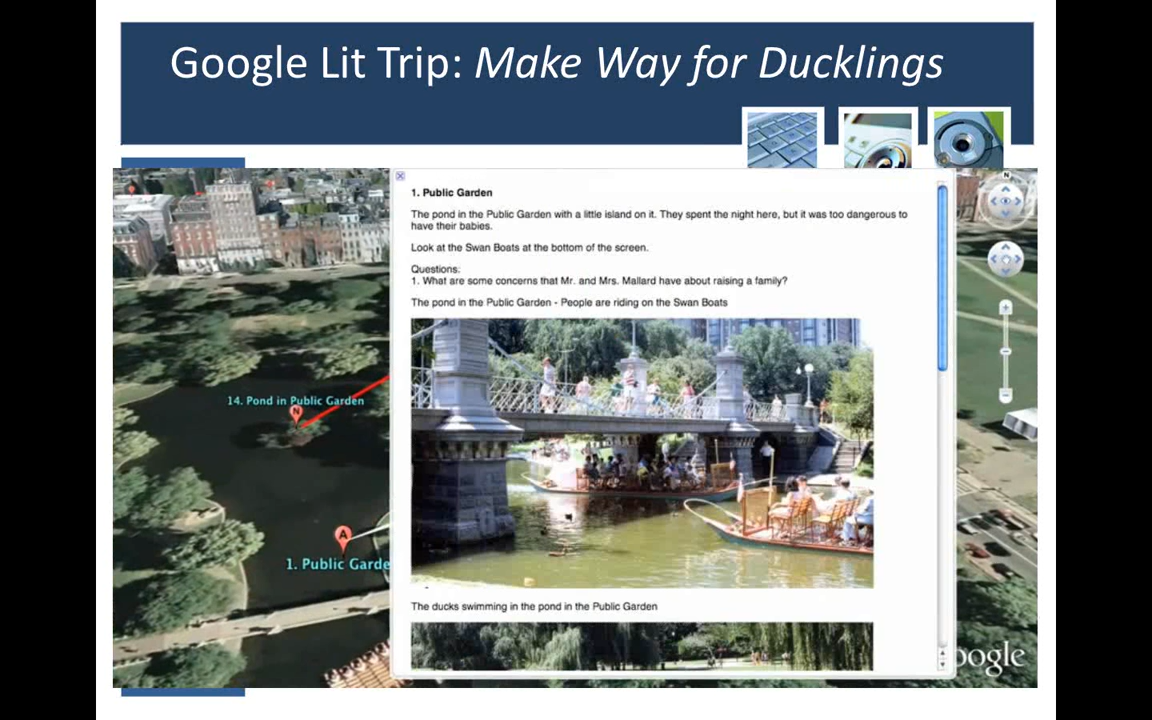 Google Lit Trip: Make Way for Ducklings
1. Public Garden
The pond in the Public Garden with a little island on it. They spent the night here, but it was too dangerous to
have their babies.
Look at the Swan Boats at the bottom of the screen.
Questions:
1. What are some concerns that Mr. and Mrs. Mallard have about raising a family?
The pond in the Public Garden - People are riding on the Swan Boats
The ducks swimming in the pond in the Public Garden
14. Pond in Public Garden
N
A
1. Public Garde
N
oogle